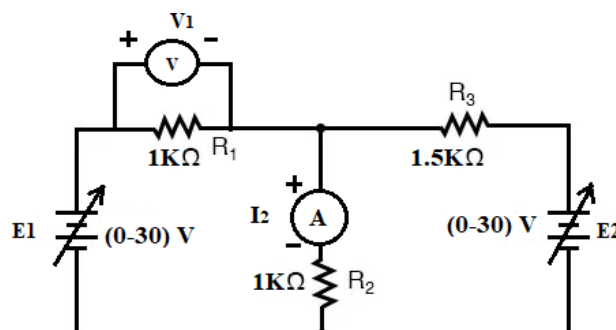 V1
+ −
V
R3
1KΩ R1
1.5KΩ
+
I2 A
−
E1 (0-30) V
(0-30) V E2
1KΩ R2